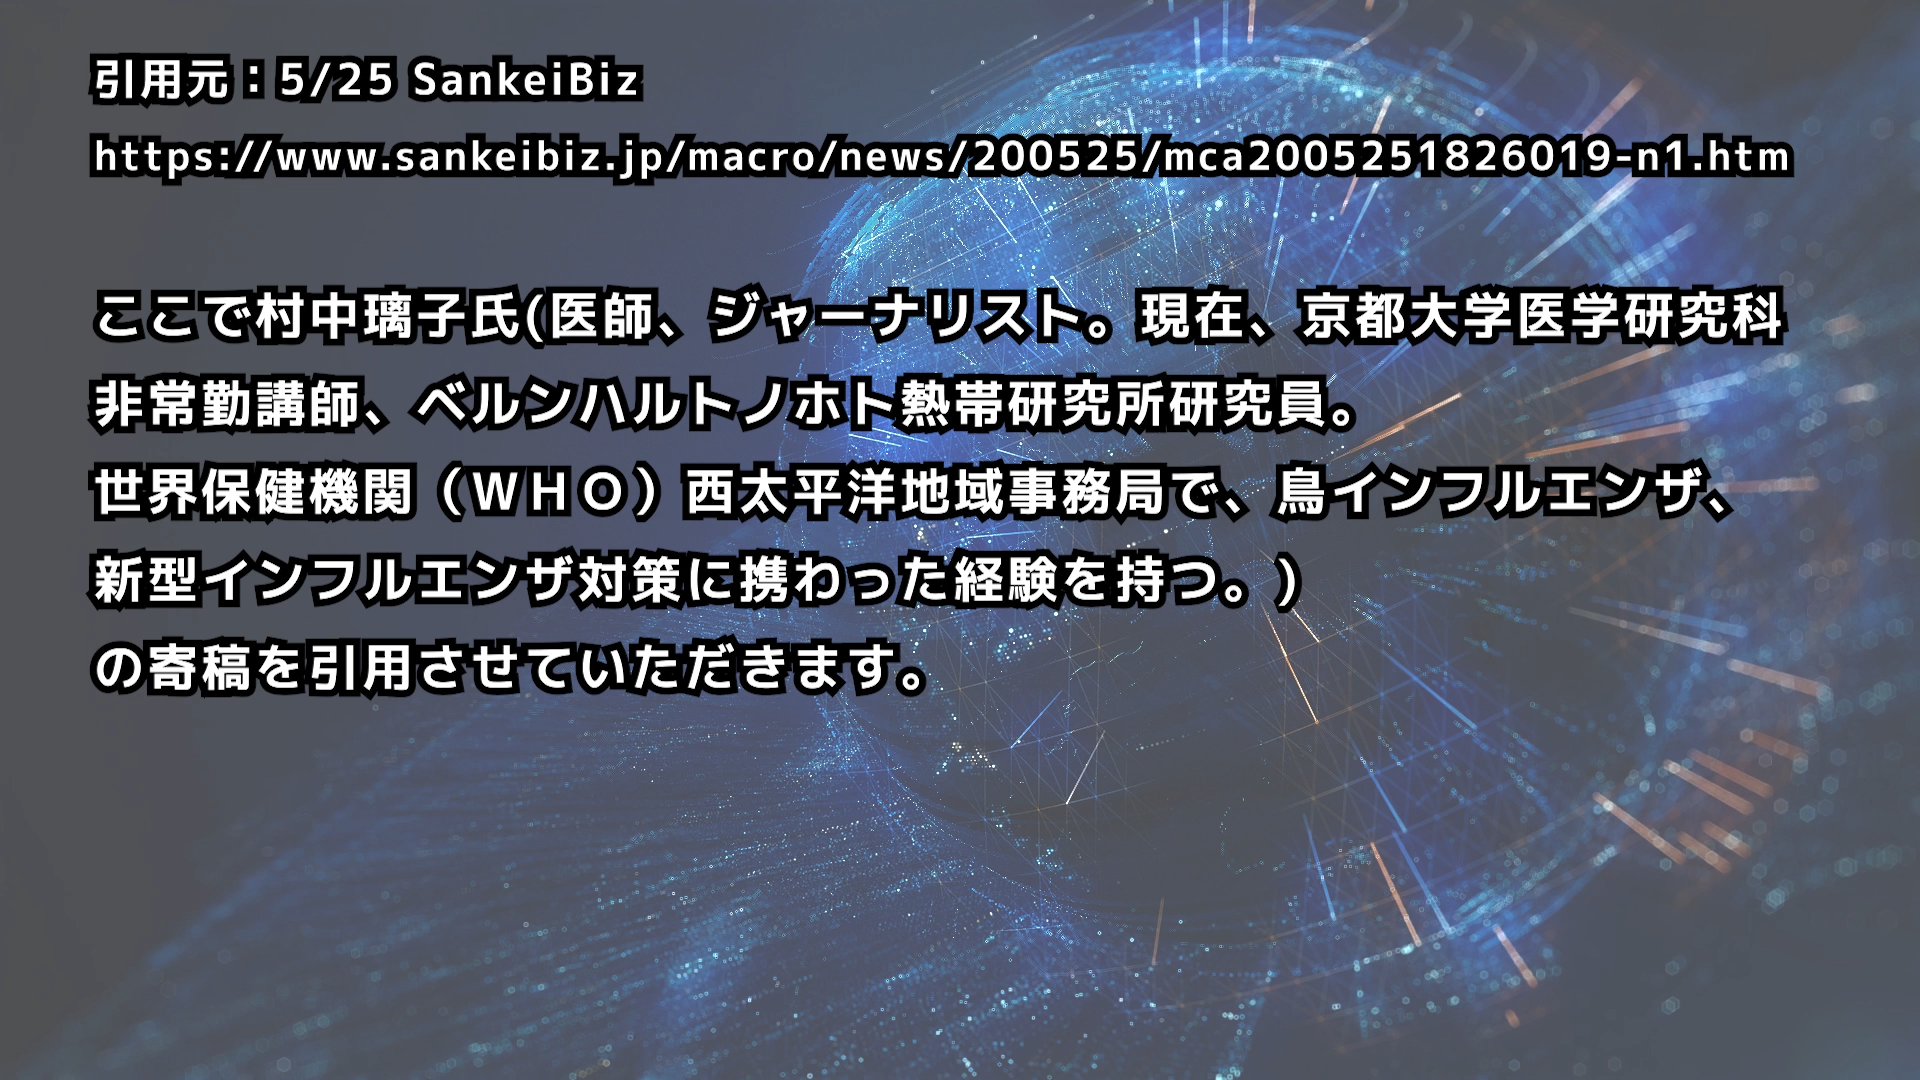 引用元：5/25 SankeiBiz
https://www.sankeibiz.jp/macro/news/200525/mca2005251826019-n1.htm
ここで村中璃子氏(医師、ジャーナリスト。現在、京都大学医学研究科
非常勤講師、ベルンハルトノホト熱帯研究所研究員。
世界保健機関（ＷＨＯ）西太平洋地域事務局で、鳥インフルエンザ、
新型インフルエンザ対策に携わった経験を持つ。)
の寄稿を引用させていただきます。